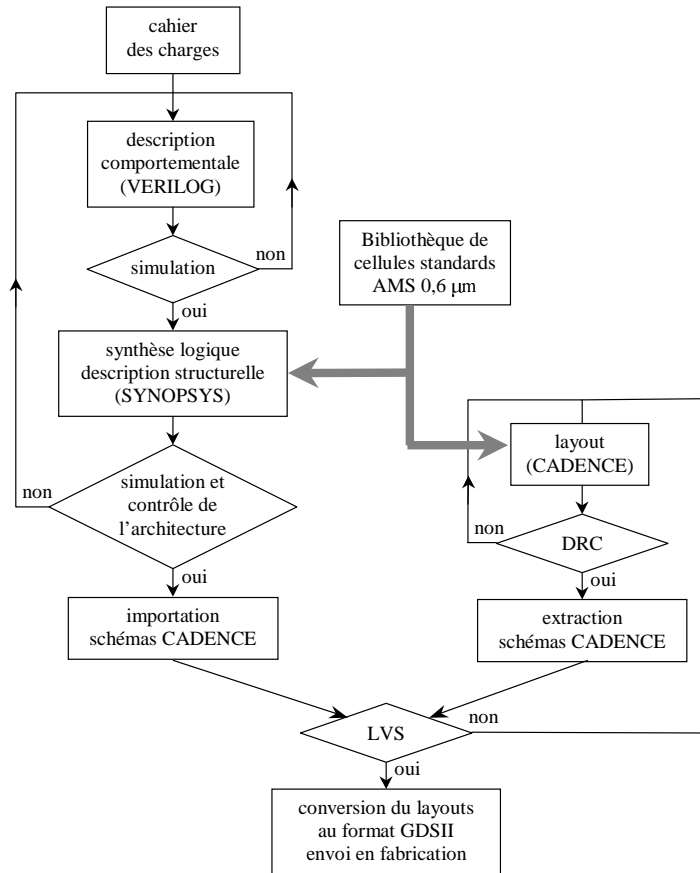 cahier
des charges
description
comportementale
(VERILOG)
non
simulation
oui
Bibliothèque de
cellules standards
AMS 0,6 µm
synthèse logique
description structurelle
(SYNOPSYS)
layout
(CADENCE)
non
simulation et
contrôle de
l’architecture
non
DRC
oui
oui
importation
schémas CADENCE
extraction
schémas CADENCE
LVS
non
oui
conversion du layouts
au format GDSII
envoi en fabrication